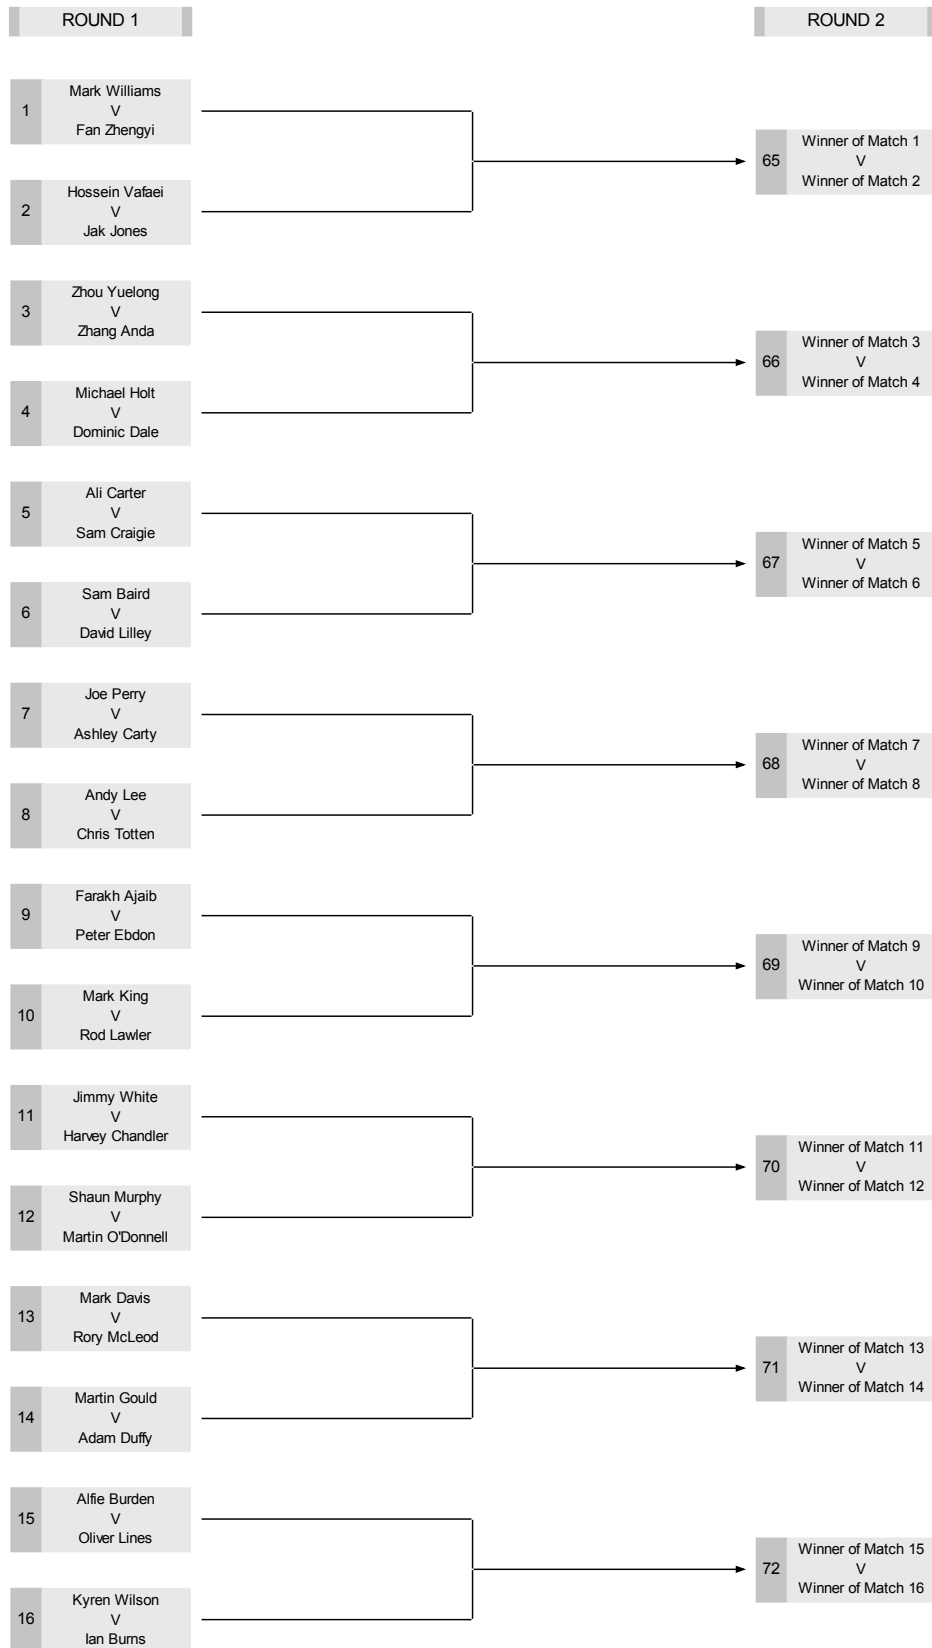 ROUND 1
ROUND 2
1
Mark Williams
V
Fan Zhengyi
2
Hossein Vafaei
V
Jak Jones
65
Winner of Match 1
V
Winner of Match 2
3
Zhou Yuelong
V
Zhang Anda
4
Michael Holt
V
Dominic Dale
66
Winner of Match 3
V
Winner of Match 4
5
Ali Carter
V
Sam Craigie
6
Sam Baird
V
David Lilley
67
Winner of Match 5
V
Winner of Match 6
7
Joe Perry
V
Ashley Carty
8
Andy Lee
V
Chris Totten
68
Winner of Match 7
V
Winner of Match 8
9
Farakh Ajaib
V
Peter Ebdon
10
Mark King
V
Rod Lawler
69
Winner of Match 9
V
Winner of Match 10
11
Jimmy White
V
Harvey Chandler
12
Shaun Murphy
V
Martin O'Donnell
70
Winner of Match 11
V
Winner of Match 12
13
Mark Davis
V
Rory McLeod
14
Martin Gould
V
Adam Duffy
71
Winner of Match 13
V
Winner of Match 14
15
Alfie Burden
V
Oliver Lines
16
Kyren Wilson
V
Ian Burns
72
Winner of Match 15
V
Winner of Match 16